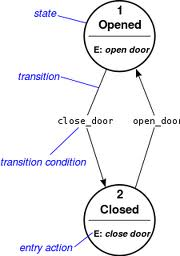 state
1
Opened
E: open door
transition
close_door
open_door
transition condition
2
Closed
E: close door
entry action